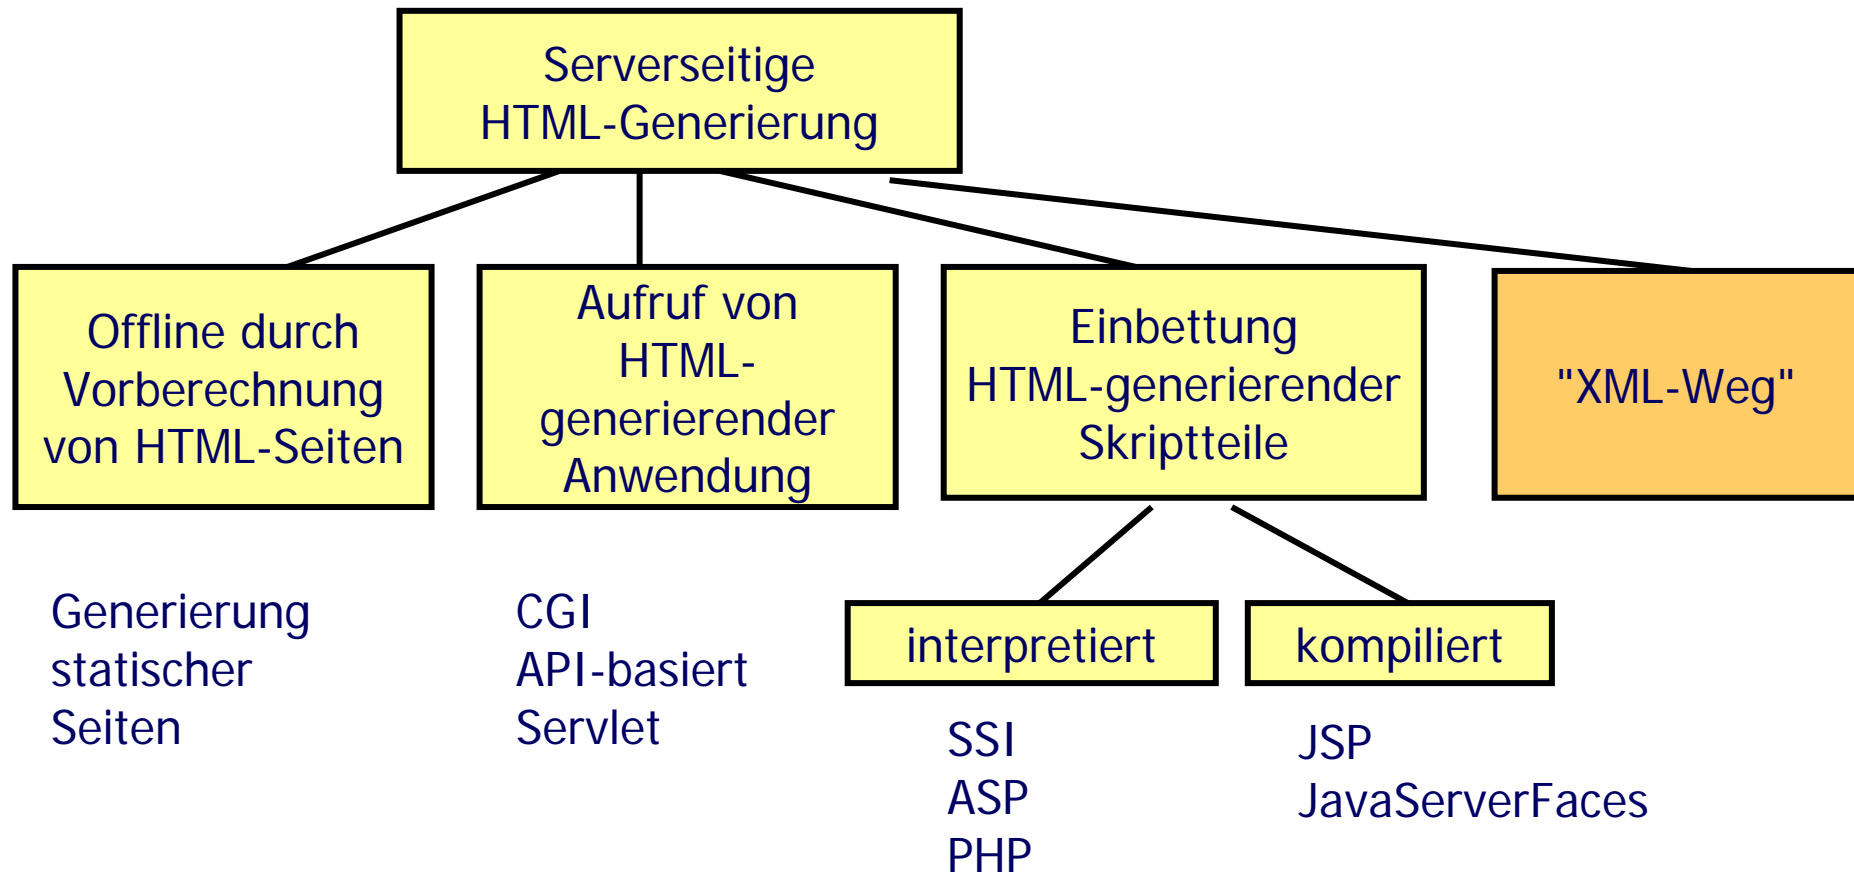 Serverseitige
HTML-Generierung
Offline durch
Vorberechnung
von HTML-Seiten
Aufruf von
HTML-
generierender
Anwendung
Einbettung
HTML-generierender
Skriptteile
"XML-Weg"
Generierung
statischer
Seiten
CGI
API-basiert
Servlet
interpretiert
kompiliert
SSI
ASP
PHP
JSP
JavaServerFaces